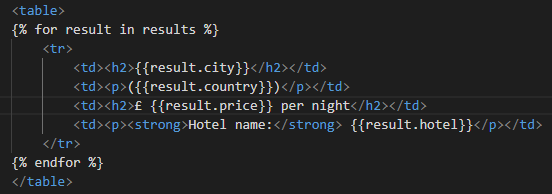 <table>
{% for result in results %}
<tr>
<td><h2>{{result.city}}</h2></td>
<td><p>({{result.country}})</p></td>
<td><h2>£ {{result.price}} per night</h2></td>
<td><p><strong>Hotel name:</strong> {{result.hotel}}</p></td>
</tr>
{% endfor %}
</table>